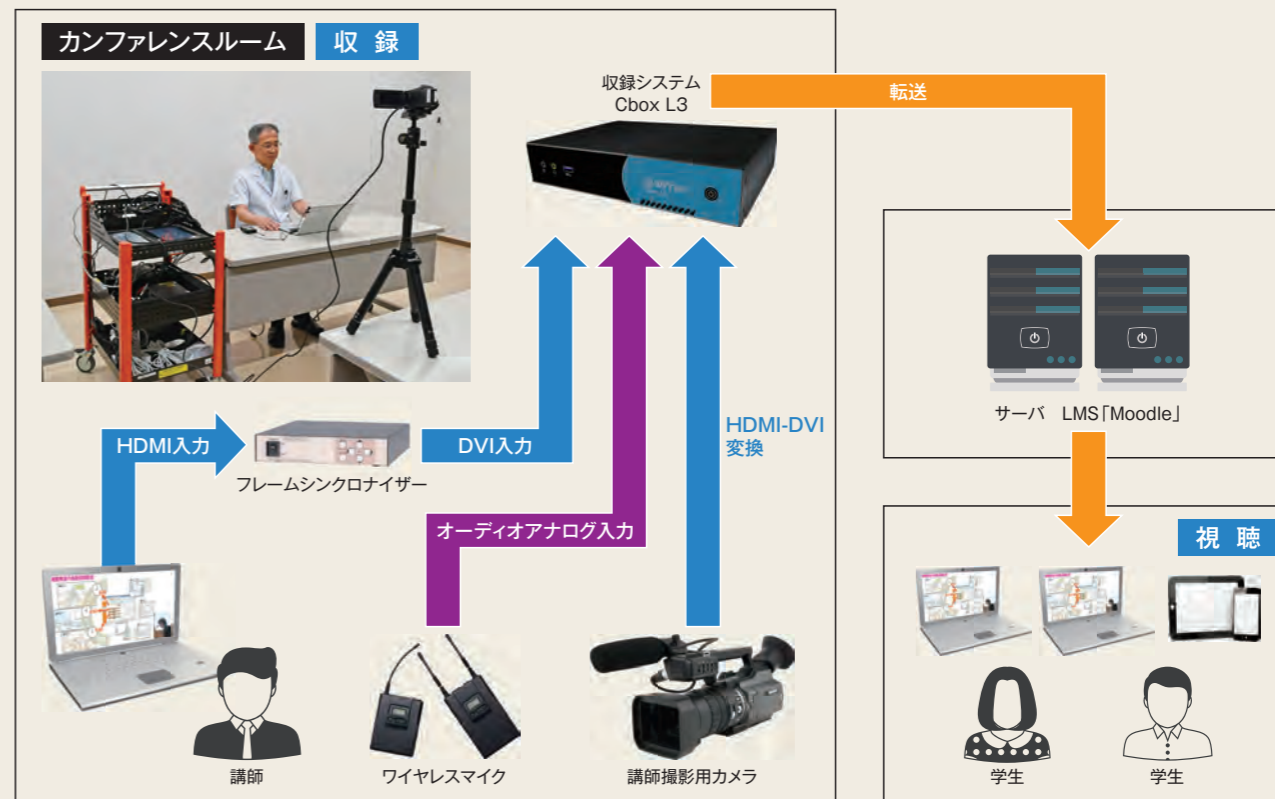 カンファレンスルーム
収 録
収録システム
Cbox L3
転送
サーバ　LMS「Moodle」
HDMI入力
フレームシンクロナイザー
DVI入力
HDMI-DVI
変換
オーディオアナログ入力
視 聴
講師
ワイヤレスマイク
講師撮影用カメラ
学生
学生